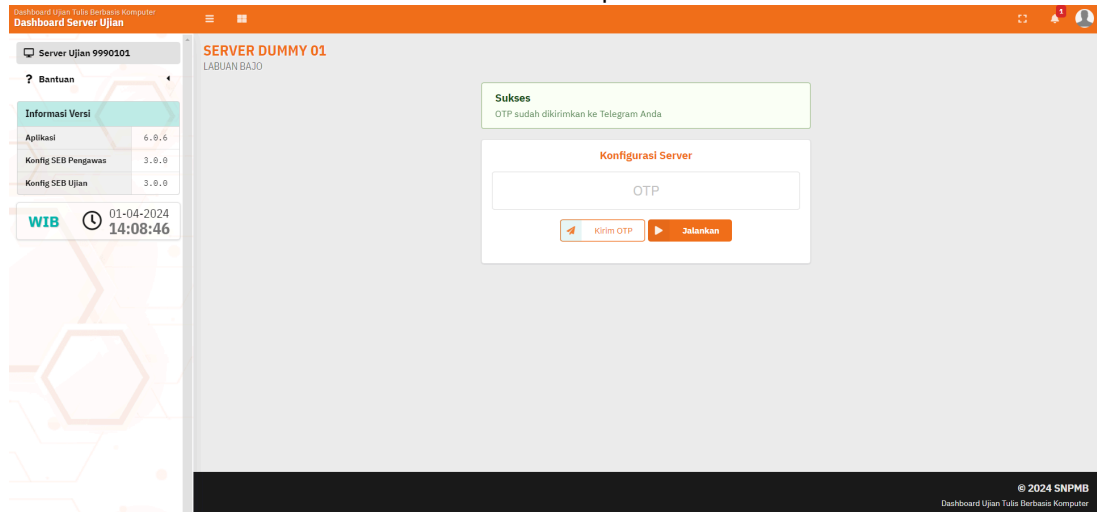 Dashboard Ujian Tulis Berbasis Komputer
Dashboard Server Ujian
1
Server Ujian 9990101
? Bantuan
Informasi Versi
Aplikasi 6.0.6
Konfig SEB Pengawas 3.0.0
Konfig SEB Ujian 3.0.0
WIB 01-04-2024
14:08:46
SERVER DUMMY 01
LABUAN BAJO
Sukses
OTP sudah dikirimkan ke Telegram Anda
Konfigurasi Server
OTP
Kirim OTP Jalankan
© 2024 SNPMB
Dashboard Ujian Tulis Berbasis Komputer